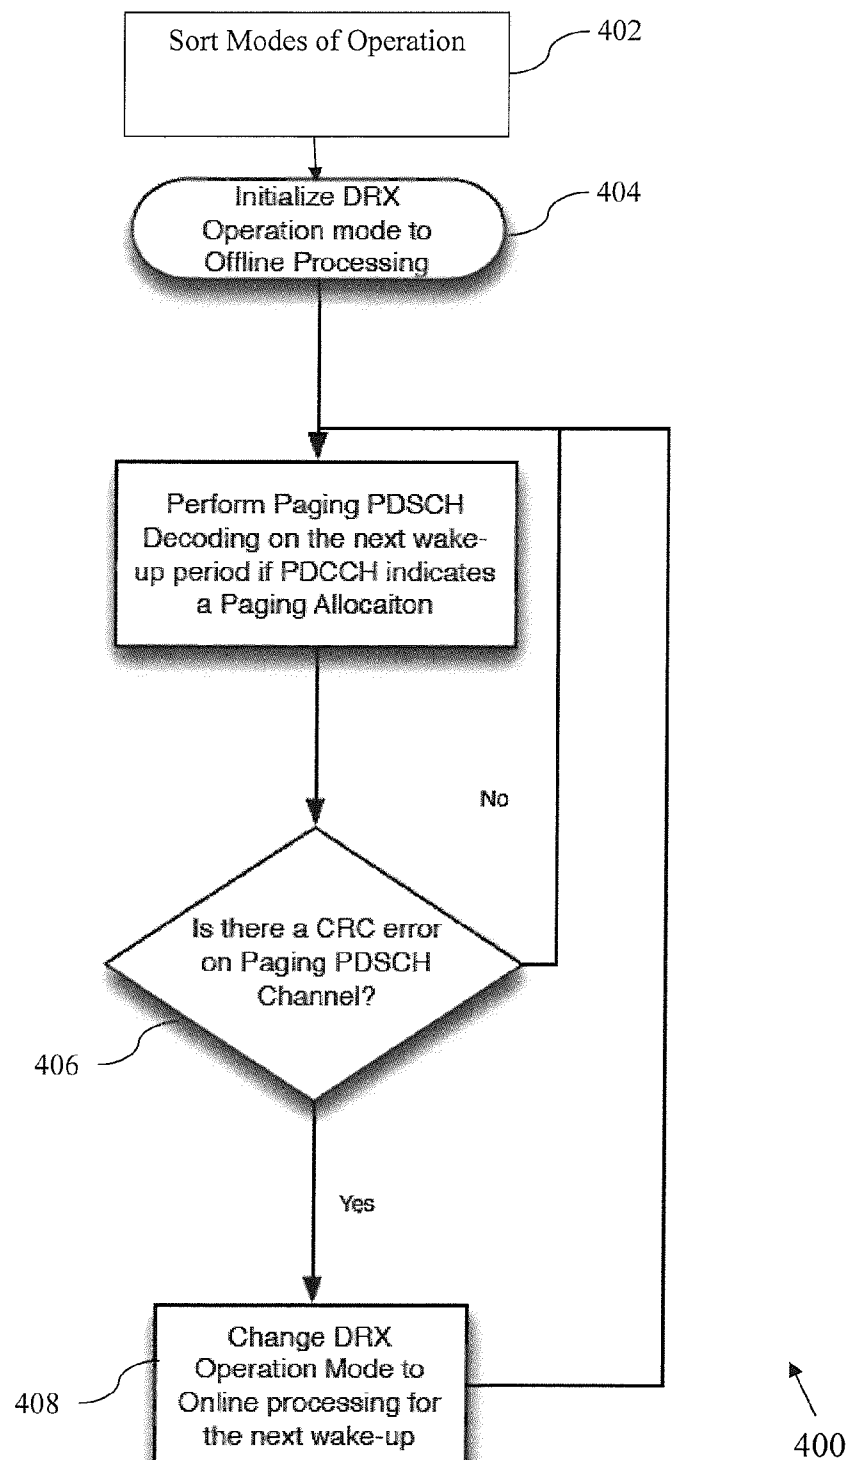 Sort Modes of Operation
402
Initialize DRX
Operation mode to
Offline Processing
404
Perform Paging PDSCH
Decoding on the next wake-
up period if PDCCH indicates
a Paging Allocaiton
No
Is there a CRC error
on Paging PDSCH
Channel?
406
Yes
Change DRX
Operation Mode to
Online processing for
the next wake-up
408
400